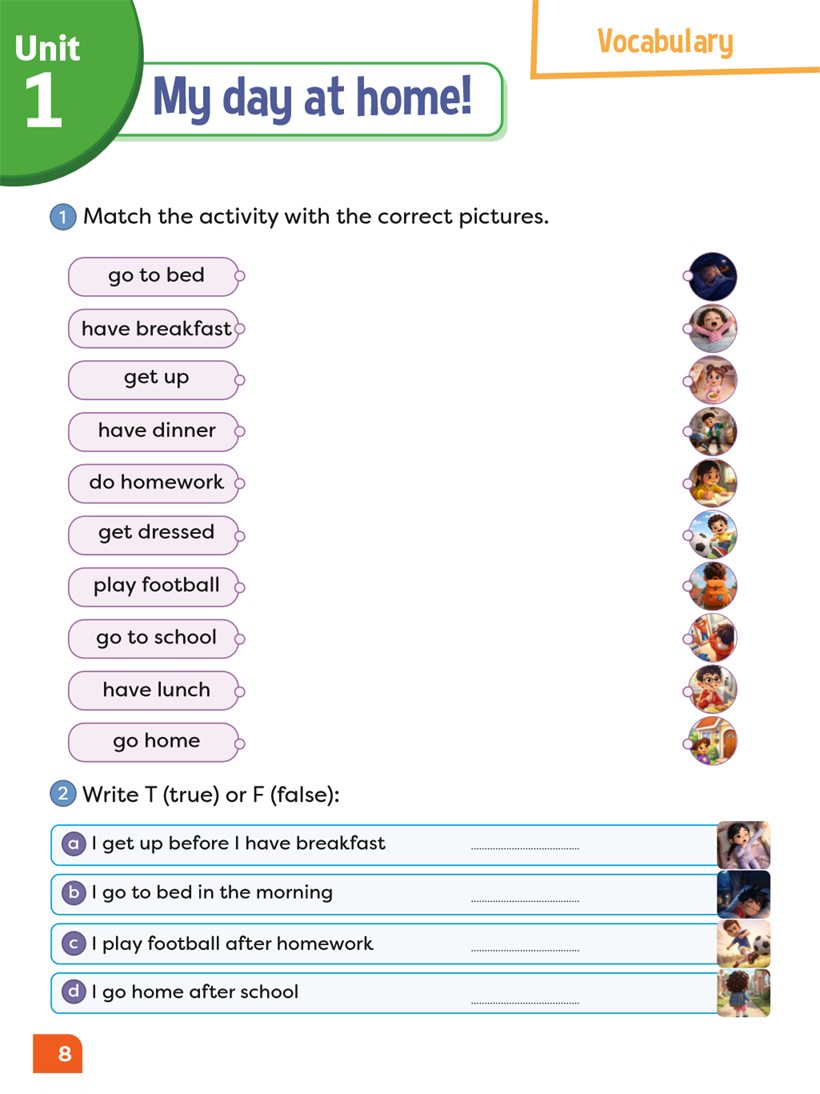 Unit
1
Vocabulary
My day at home!
1 Match the activity with the correct pictures.
go to bed
have breakfast
get up
have dinner
do homework
get dressed
play football
go to school
have lunch
go home
2 Write T (true) or F (false):
a I get up before I have breakfast ....................................
b I go to bed in the morning ....................................
c I play football after homework ....................................
d I go home after school ....................................
8